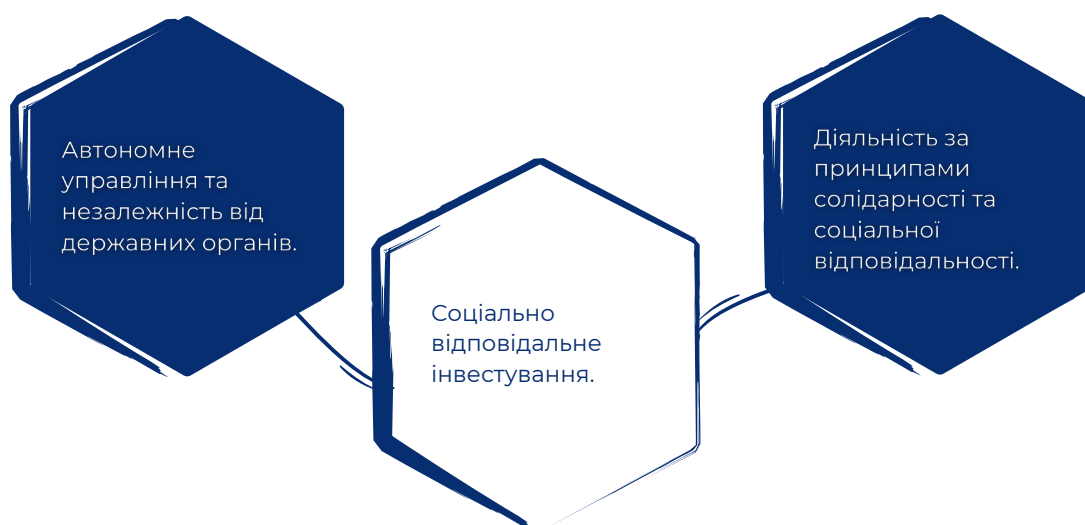 Автономне
управління та
незалежність від
державних органів.
Соціально
відповідальне
інвестування.
Діяльність за
принципами
солідарності та
соціальної
відповідальності.